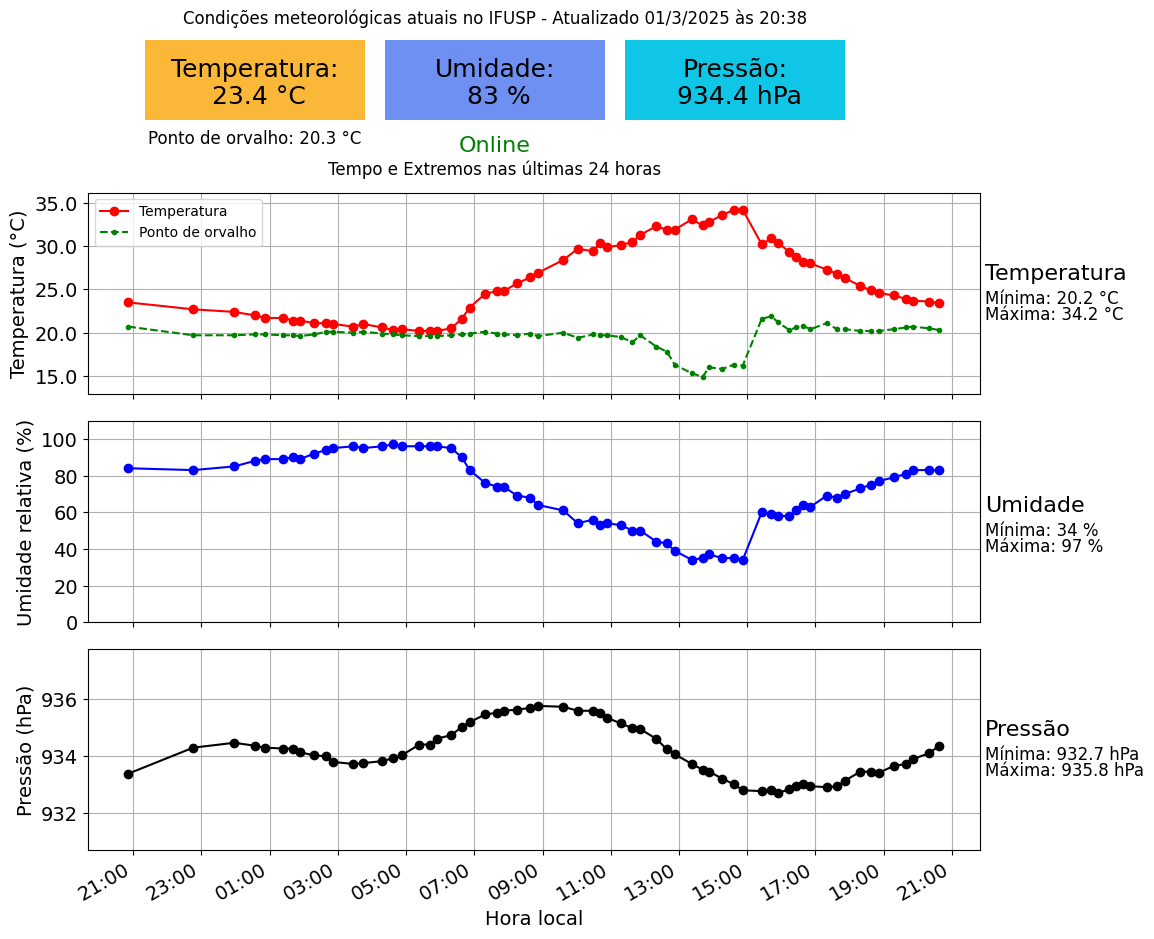 Condições meteorológicas atuais no IFUSP - Atualizado 01/3/2025 às 20:38
Temperatura:
23.4 °C
Umidade:
83 %
Pressão:
934.4 hPa
Ponto de orvalho: 20.3 °C
Online
Tempo e Extremos nas últimas 24 horas
Temperatura (°C)
35.0
30.0
25.0
20.0
15.0
Temperatura
Ponto de orvalho
Temperatura
Mínima: 20.2 °C
Máxima: 34.2 °C
Umidade relativa (%)
100
80
60
40
20
0
Umidade
Mínima: 34 %
Máxima: 97 %
Pressão (hPa)
936
934
932
Pressão
Mínima: 932.7 hPa
Máxima: 935.8 hPa
21:00 23:00 01:00 03:00 05:00 07:00 09:00 11:00 13:00 15:00 17:00 19:00 21:00
Hora local